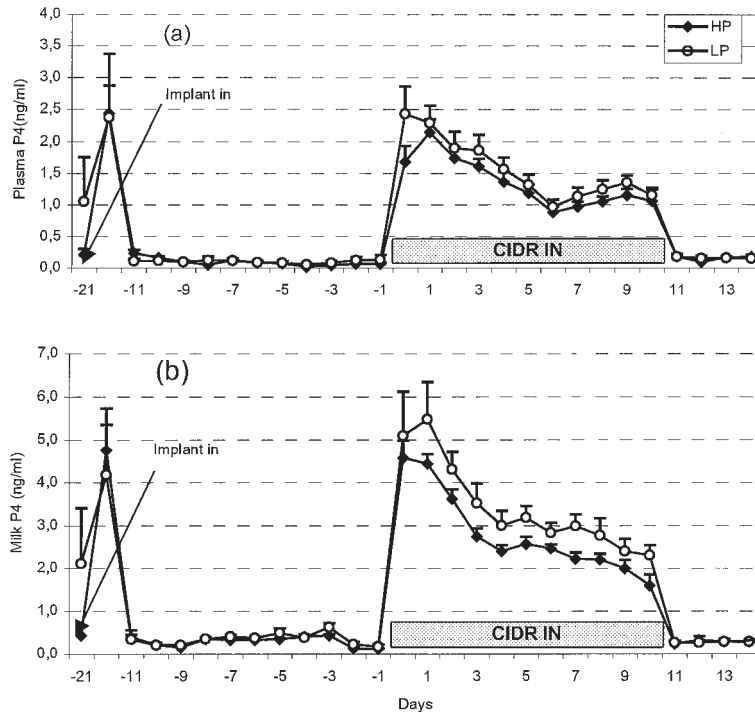 (a)
HP
LP
Plasma P4(ng/ml)
4,0
3,5
3,0
2,5
2,0
1,5
1,0
0,5
0,0
Implant in
CIDR IN
-21 -11 -9 -7 -5 -3 -1 1 3 5 7 9 11 13
(b)
Milk P4 (ng/ml)
7,0
6,0
5,0
4,0
3,0
2,0
1,0
0,0
Implant in
CIDR IN
-21 -11 -9 -7 -5 -3 -1 1 3 5 7 9 11 13
Days